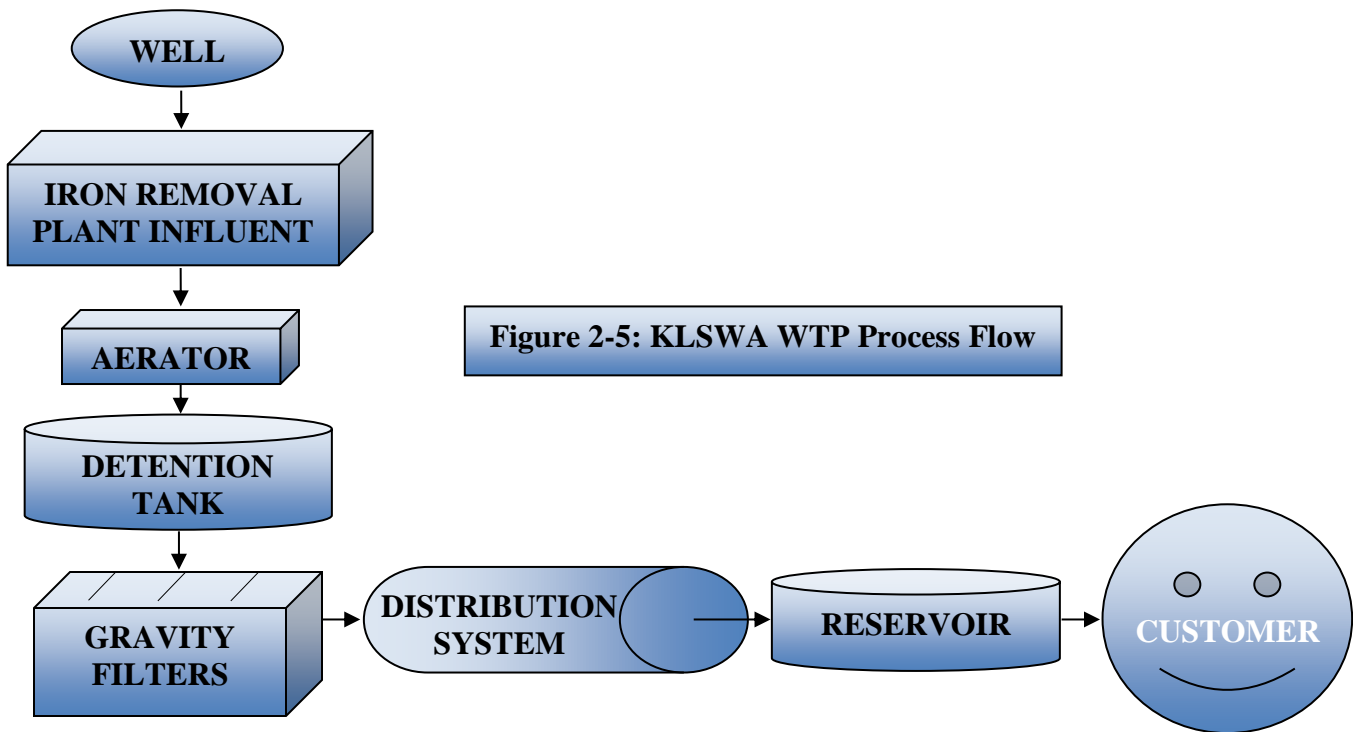 WELL
IRON REMOVAL
PLANT INFLUENT
AERATOR
Figure 2-5: KLSWA WTP Process Flow
DETENTION
TANK
GRAVITY
FILTERS
DISTRIBUTION
SYSTEM
RESERVOIR
CUSTOMER